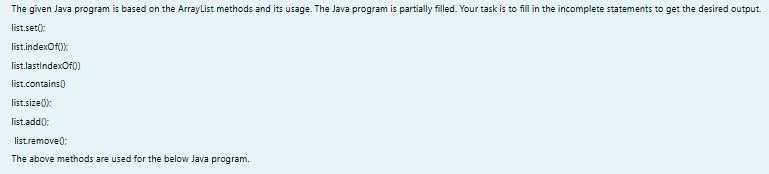 The given Java program is based on the ArrayList methods and its usage. The Java program is partially filled. Your task is to fill in the incomplete statements to get the desired output.
list.set();
list.indexOf());
list.lastIndexOf())
list.contains()
list.size());
list.add();
list.remove();
The above methods are used for the below Java program.